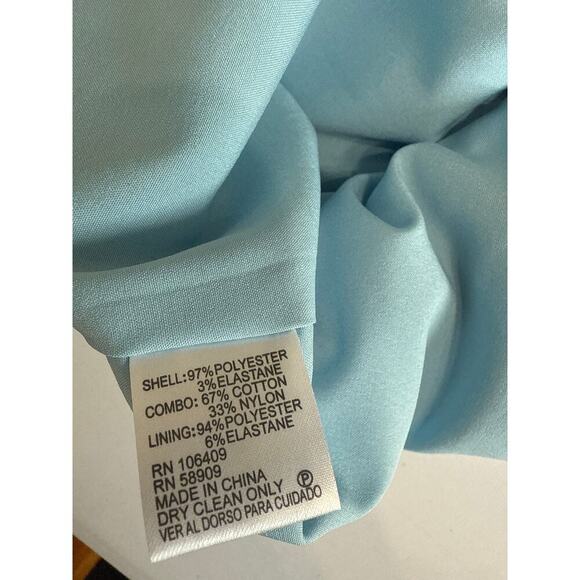 SHELL: 97%POLYESTER
3%ELASTANE
COMBO: 67% COTTON
33% NYLON
LINING: 94%POLYESTER
6%ELASTANE
RN 106409
RN 58909
MADE IN CHINA
DRY CLEAN ONLY P
VER AL DORSO PARA CUIDADO